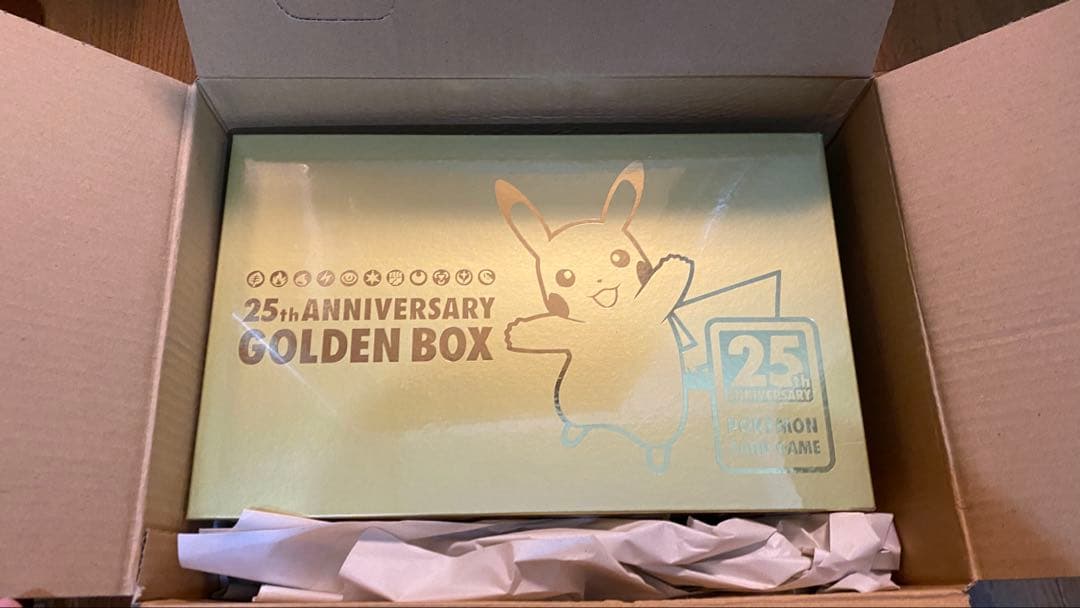 25th ANNIVERSARY
GOLDEN BOX
25th
ANNIVERSARY
POKÉMON
CARD GAME